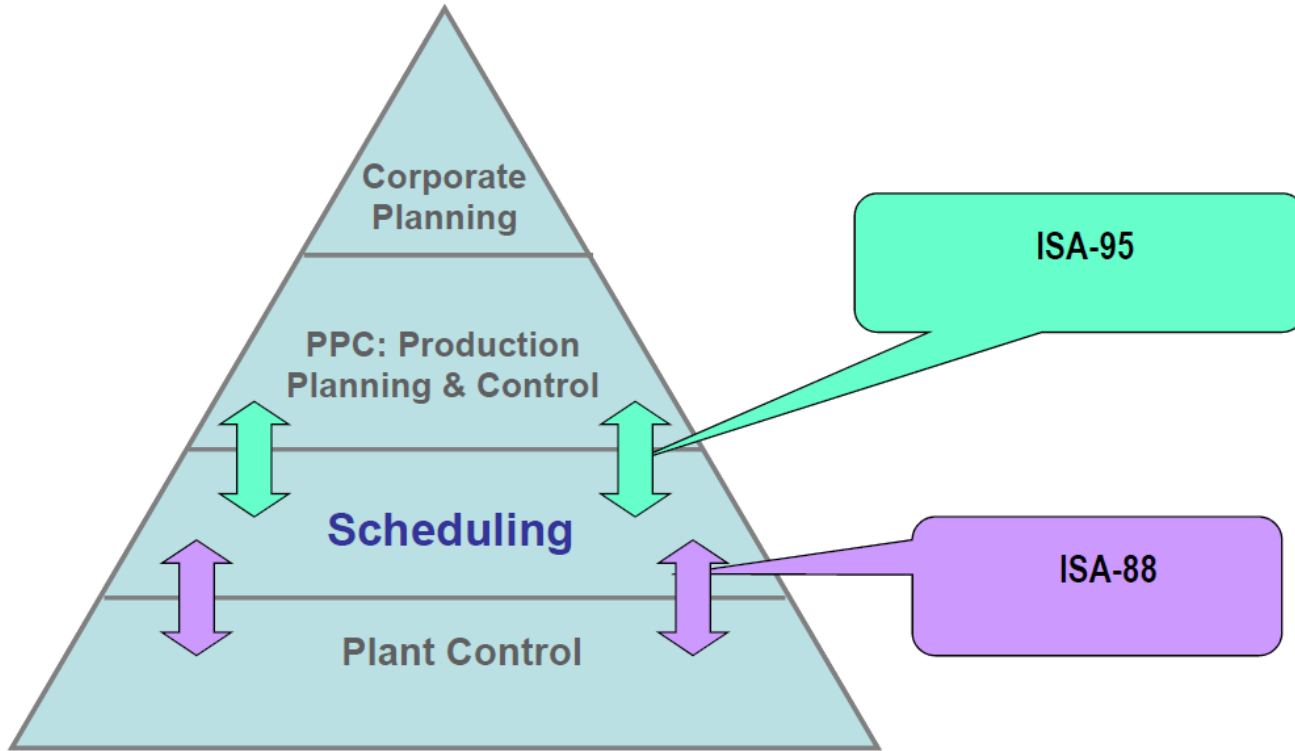 Corporate
Planning
PPC: Production
Planning & Control
Scheduling
Plant Control
ISA-95
ISA-88